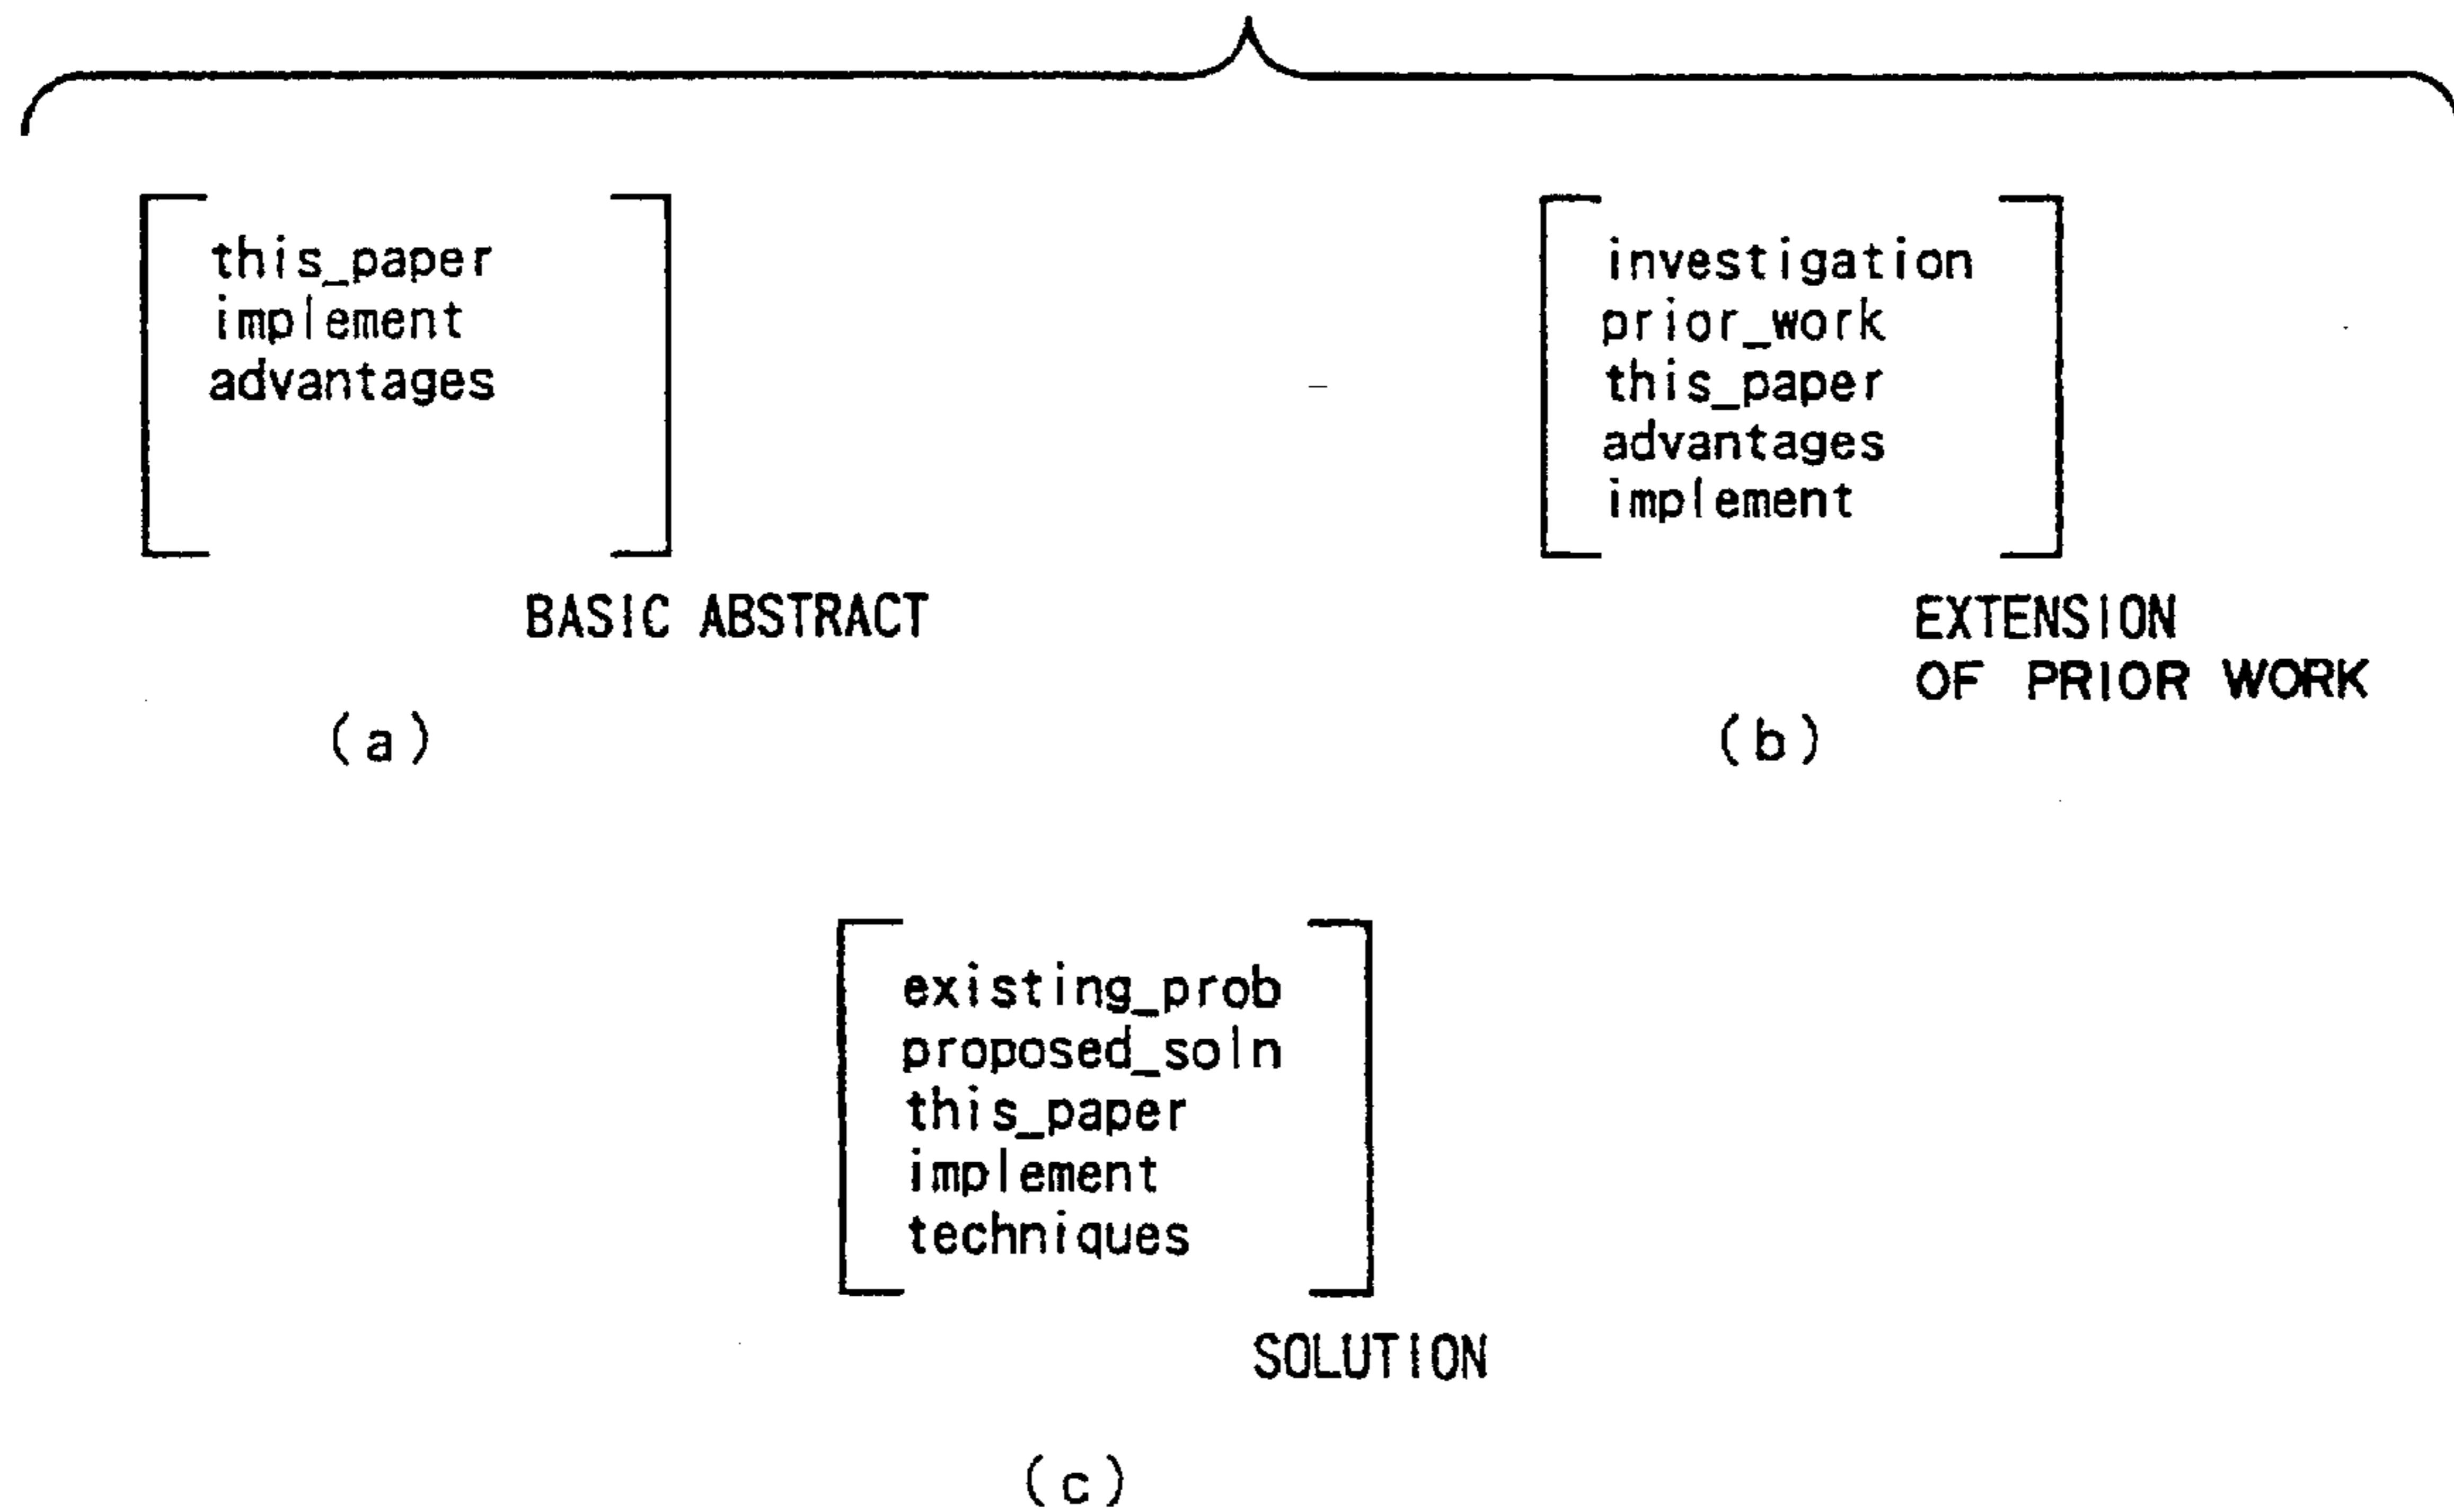 this_paper
implement
advantages
BASIC ABSTRACT
(a)
investigation
prior_work
this_paper
advantages
implement
EXTENSION
OF PRIOR WORK
(b)
existing_prob
proposed_soln
this_paper
implement
techniques
SOLUTION
(c)